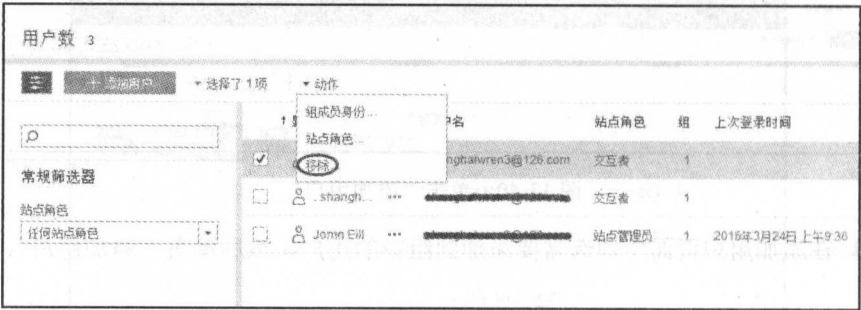 用户数 3
+ 添加用户 ▾ 选择了 1项 ▾ 动作
组成员身份...
站点角色...
移除
↑ 户名 站点角色 组 上次登录时间
nghaiwren3@126.com 交互者 1
常规筛选器
站点角色
任何站点角色
shangh... ••• 交互者 1
••• 站点管理员 1 2016年3月24日 上午9:36